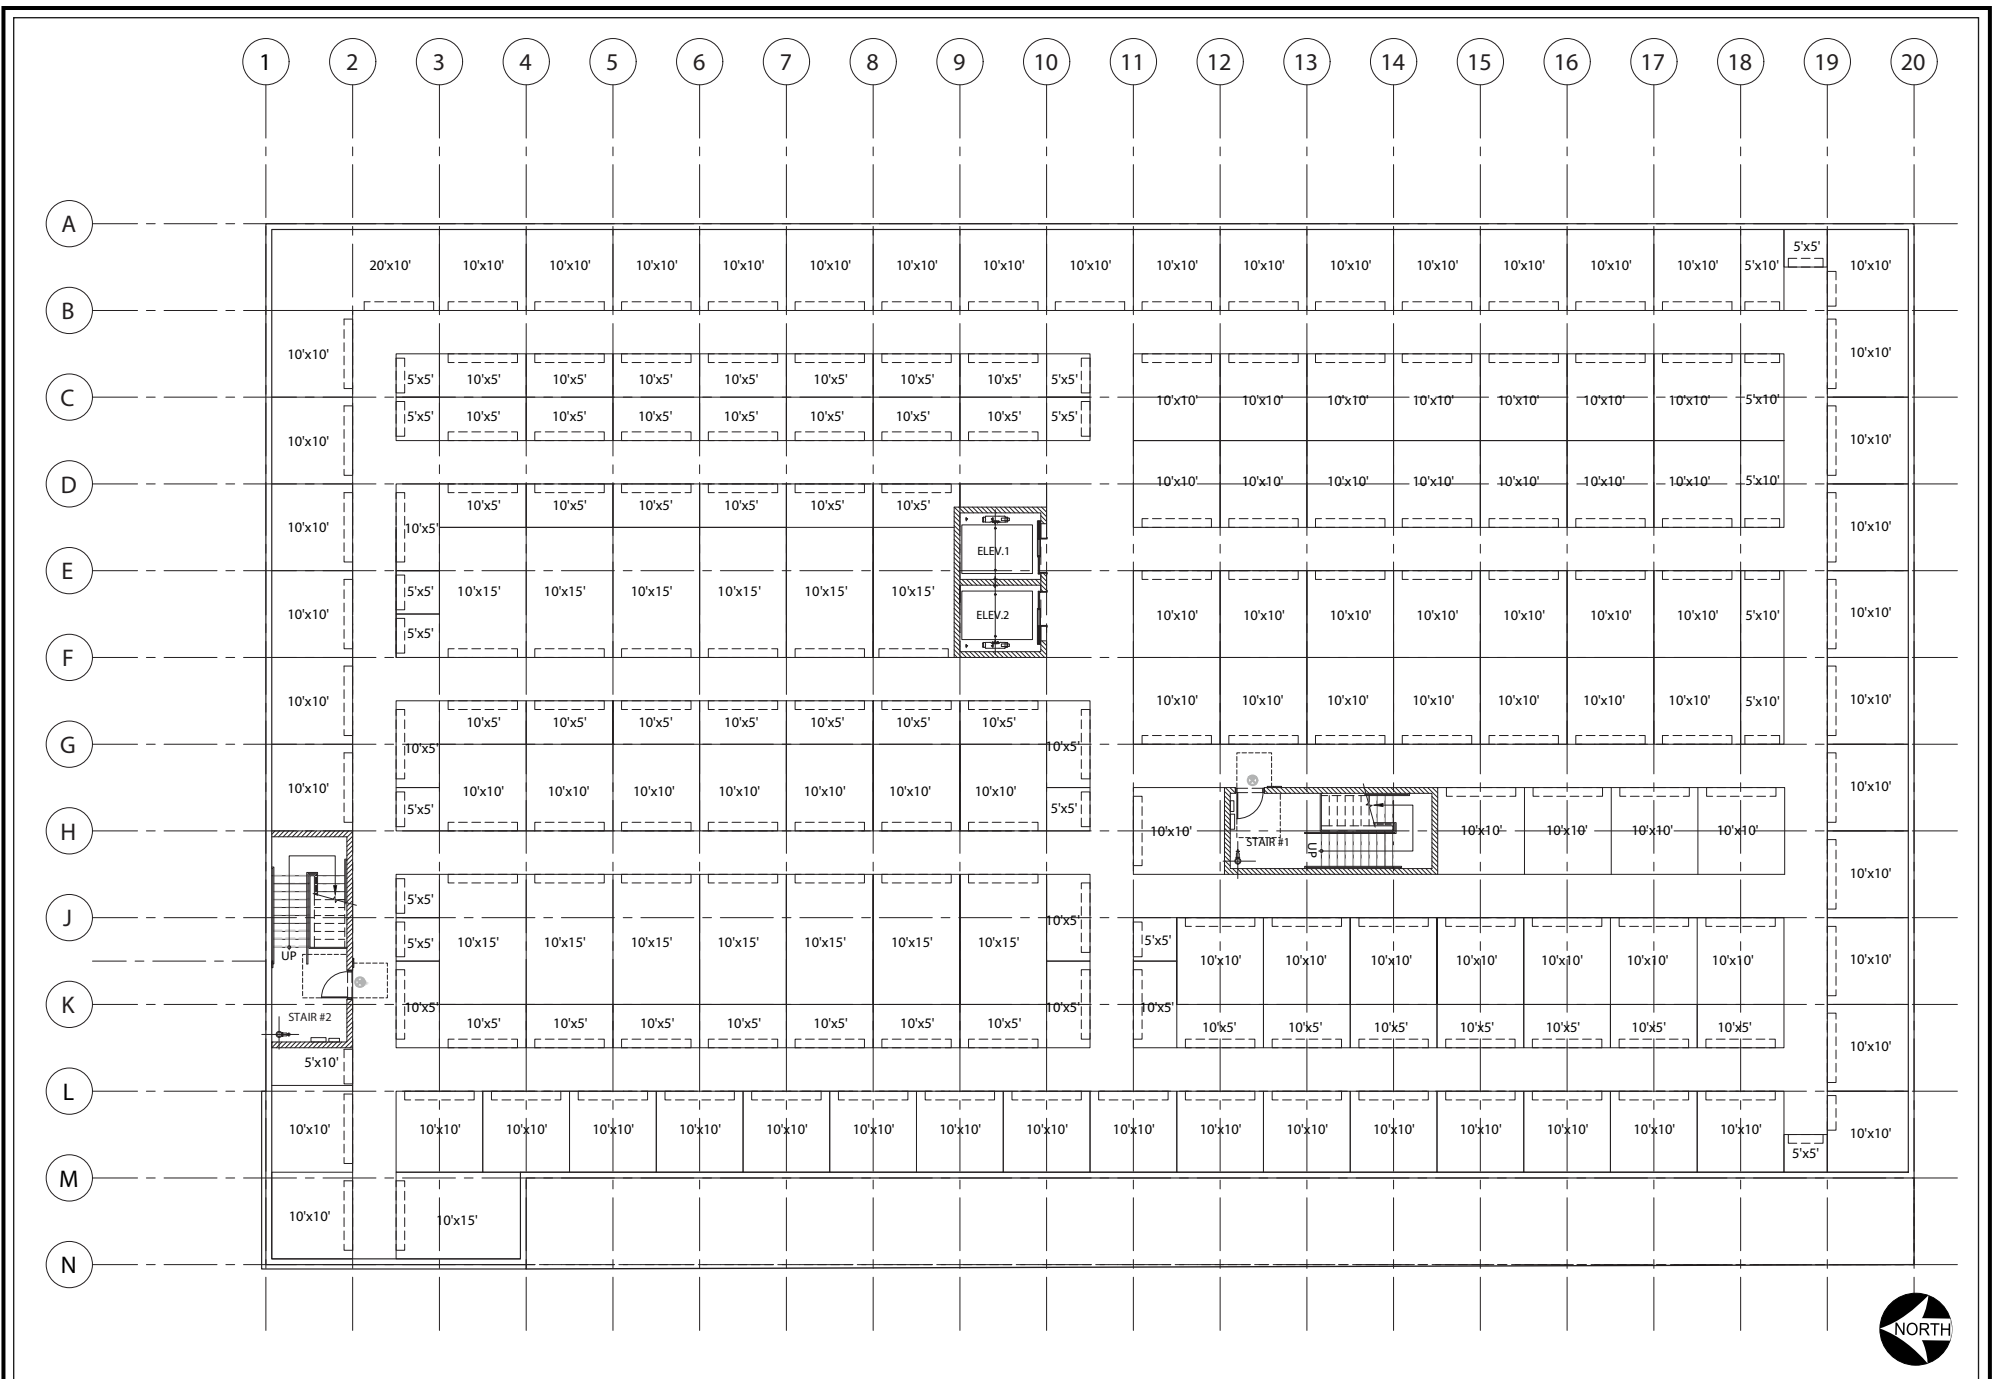 1 2 3 4 5 6 7 8 9 10 11 12 13 14 15 16 17 18 19 20
A
5'x5'
20'x10' 10'x10' 10'x10' 10'x10' 10'x10' 10'x10' 10'x10' 10'x10' 10'x10' 10'x10' 10'x10' 10'x10' 10'x10' 10'x10' 10'x10' 10'x10' 5'x10' 10'x10'
B
10'x10' 10'x10'
5'x5' 10'x5' 10'x5' 10'x5' 10'x5' 10'x5' 10'x5' 10'x5' 5'x5'
C
10'x10' 10'x10' 10'x10' 10'x10' 10'x10' 10'x10' 10'x10' 5'x10'
5'x5' 10'x5' 10'x5' 10'x5' 10'x5' 10'x5' 10'x5' 10'x5' 5'x5'
10'x10' 10'x10'
D
10'x10' 10'x10' 10'x10' 10'x10' 10'x10' 10'x10' 10'x10' 5'x10'
10'x5' 10'x5' 10'x5' 10'x5' 10'x5' 10'x5'
10'x10' 10'x5' 10'x10'
ELEV.1
E
10'x10' 5'x5' 10'x15' 10'x15' 10'x15' 10'x15' 10'x15' 10'x15'
ELEV.2 10'x10' 10'x10' 10'x10' 10'x10' 10'x10' 10'x10' 10'x10' 5'x10' 10'x10'
5'x5'
F
10'x10' 10'x10' 10'x10' 10'x10' 10'x10' 10'x10' 10'x10' 10'x10' 5'x10' 10'x10'
10'x5' 10'x5' 10'x5' 10'x5' 10'x5' 10'x5' 10'x5'
G
10'x5' 10'x5'
10'x10' 10'x10' 10'x10' 10'x10' 10'x10' 10'x10' 10'x10' 10'x10' 10'x10'
5'x5' 5'x5'
H
10'x10' STAIR #1 UP 10'x10' 10'x10' 10'x10' 10'x10'
10'x10'
5'x5'
J
10'x5'
5'x5' 10'x15' 10'x15' 10'x15' 10'x15' 10'x15' 10'x15' 10'x15' 5'x5'
UP 10'x10' 10'x10' 10'x10' 10'x10' 10'x10' 10'x10' 10'x10' 10'x10'
K
10'x5' 10'x5' 10'x5'
STAIR #2 10'x5' 10'x5' 10'x5' 10'x5' 10'x5' 10'x5' 10'x5' 10'x5' 10'x5' 10'x5' 10'x5' 10'x5' 10'x5' 10'x5'
10'x10'
5'x10'
L
10'x10' 10'x10' 10'x10' 10'x10' 10'x10' 10'x10' 10'x10' 10'x10' 10'x10' 10'x10' 10'x10' 10'x10' 10'x10' 10'x10' 10'x10' 10'x10' 10'x10' 10'x10'
5'x5'
M
10'x10' 10'x15'
N
NORTH